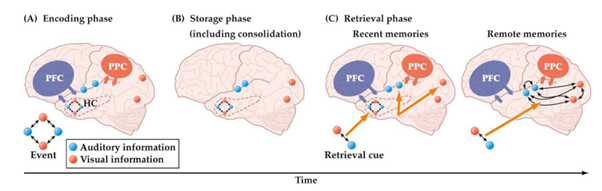 (A) Encoding phase
PFC
PPC
HC
Event
Auditory information
Visual information
(B) Storage phase
(including consolidation)
(C) Retrieval phase
Recent memories
PFC
PPC
Retrieval cue
Remote memories
PFC
PPC
Time